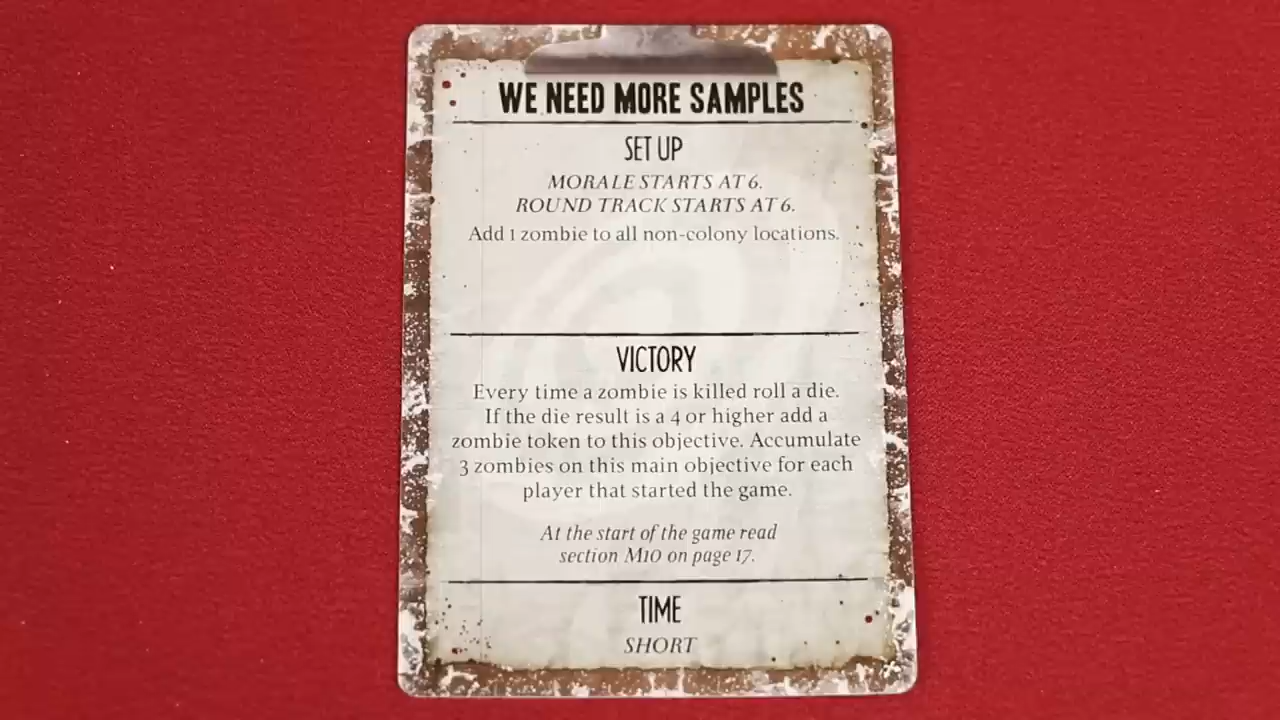 WE NEED MORE SAMPLES
SET UP
MORALE STARTS AT 6.
ROUND TRACK STARTS AT 6.
Add 1 zombie to all non-colony locations.
VICTORY
Every time a zombie is killed roll a die.
If the die result is a 4 or higher add a
zombie token to this objective. Accumulate
3 zombies on this main objective for each
player that started the game.
At the start of the game read
section M10 on page 17.
TIME
SHORT